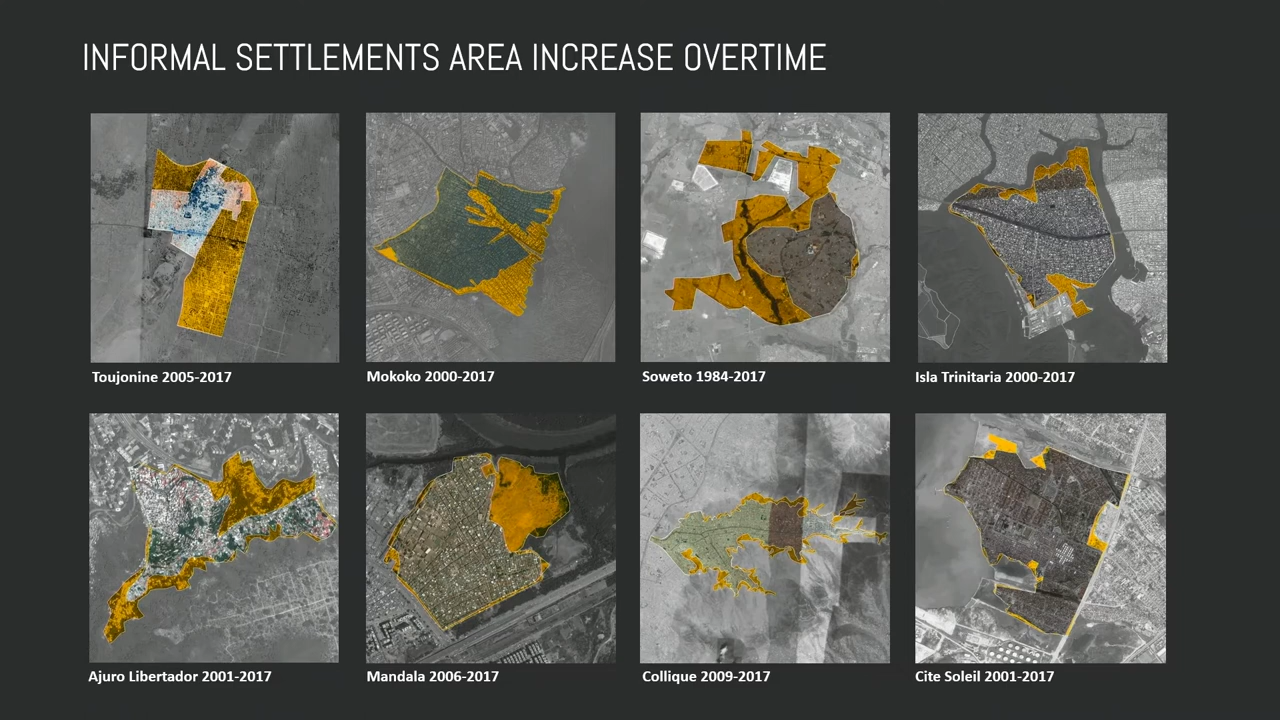 INFORMAL SETTLEMENTS AREA INCREASE OVERTIME
Toujonine 2005-2017
Mokoko 2000-2017
Soweto 1984-2017
Isla Trinitaria 2000-2017
Ajuro Libertador 2001-2017
Mandala 2006-2017
Collique 2009-2017
Cite Soleil 2001-2017